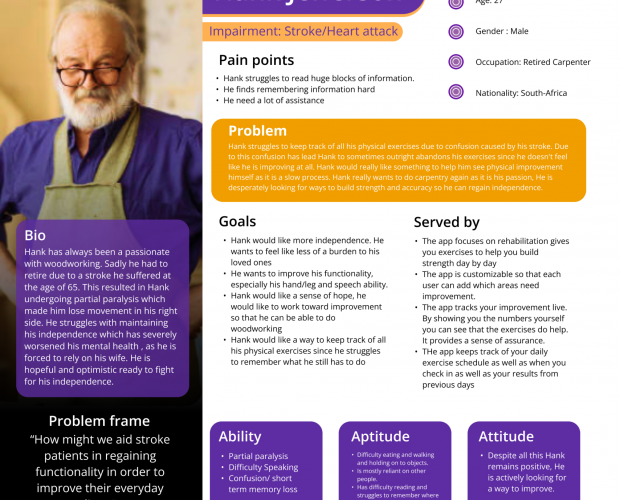 Impairment: Stroke/Heart attack
Age: 27
Gender : Male
Occupation: Retired Carpenter
Nationality: South-Africa
Pain points
• Hank struggles to read huge blocks of information.
• He finds remembering information hard
• He need a lot of assistance
Problem
Hank struggles to keep track of all his physical exercises due to confusion caused by his stroke. Due
to this confusion has lead Hank to sometimes outright abandons his exercises since he doesn't feel
like he is improving at all. Hank would really like something to help him see physical improvement
himself as it is a slow process. Hank really wants to do carpentry again as it is his passion, He is
desperately looking for ways to build strength and accuracy so he can regain independence.
Bio
Hank has always been a passionate
with woodworking. Sadly he had to
retire due to a stroke he suffered at
the age of 65. This resulted in Hank
undergoing partial paralysis which
made him lose movement in his right
side. He struggles with maintaining
his independence which has severely
worsened his mental health , as he is
forced to rely on his wife. He is
hopeful and optimistic ready to fight
for his independence.
Goals
• Hank would like more independence. He
wants to feel like less of a burden to his
loved ones
• He wants to improve his functionality,
especially his hand/leg and speech ability.
• Hank would like a sense of hope, he
would like to work toward improvement
so that he can be able to do
woodworking
• Hank would like a way to keep track of all
his physical exercises since he struggles
to remember what he still has to do
Served by
• The app focuses on rehabilitation gives
you exercises to help you build
strength day by day
• The app is customizable so that each
user can add which areas need
improvement.
• The app tracks your improvement live.
By showing you the numbers yourself
you can see that the exercises do help.
It provides a sense of assurance.
• THe app keeps track of your daily
exercise schedule as well as when you
check in as well as your results from
previous days
Problem frame
"How might we aid stroke
patients in regaining
functionality in order to
improve their everyday
Ability
• Partial paralysis
• Difficulty Speaking
• Confusion/ short
term memory loss
Aptitude
• Difficulty eating and walking
and holding on to objects.
• Is mostly reliant on other
people.
• Has difficulty reading and
struggles to remember where
Attitude
• Despite all this Hank
remains positive, He
is actively looking for
a way to improve.